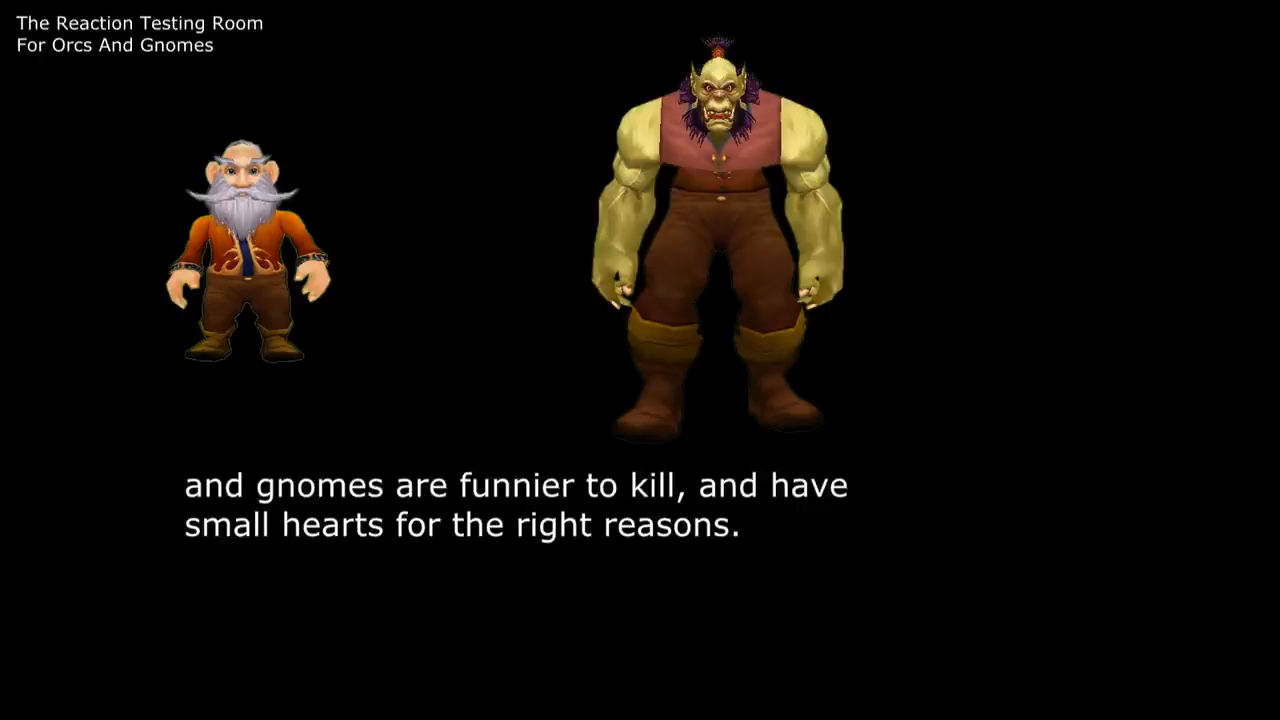 The Reaction Testing Room
For Orcs And Gnomes
and gnomes are funnier to kill, and have
small hearts for the right reasons.